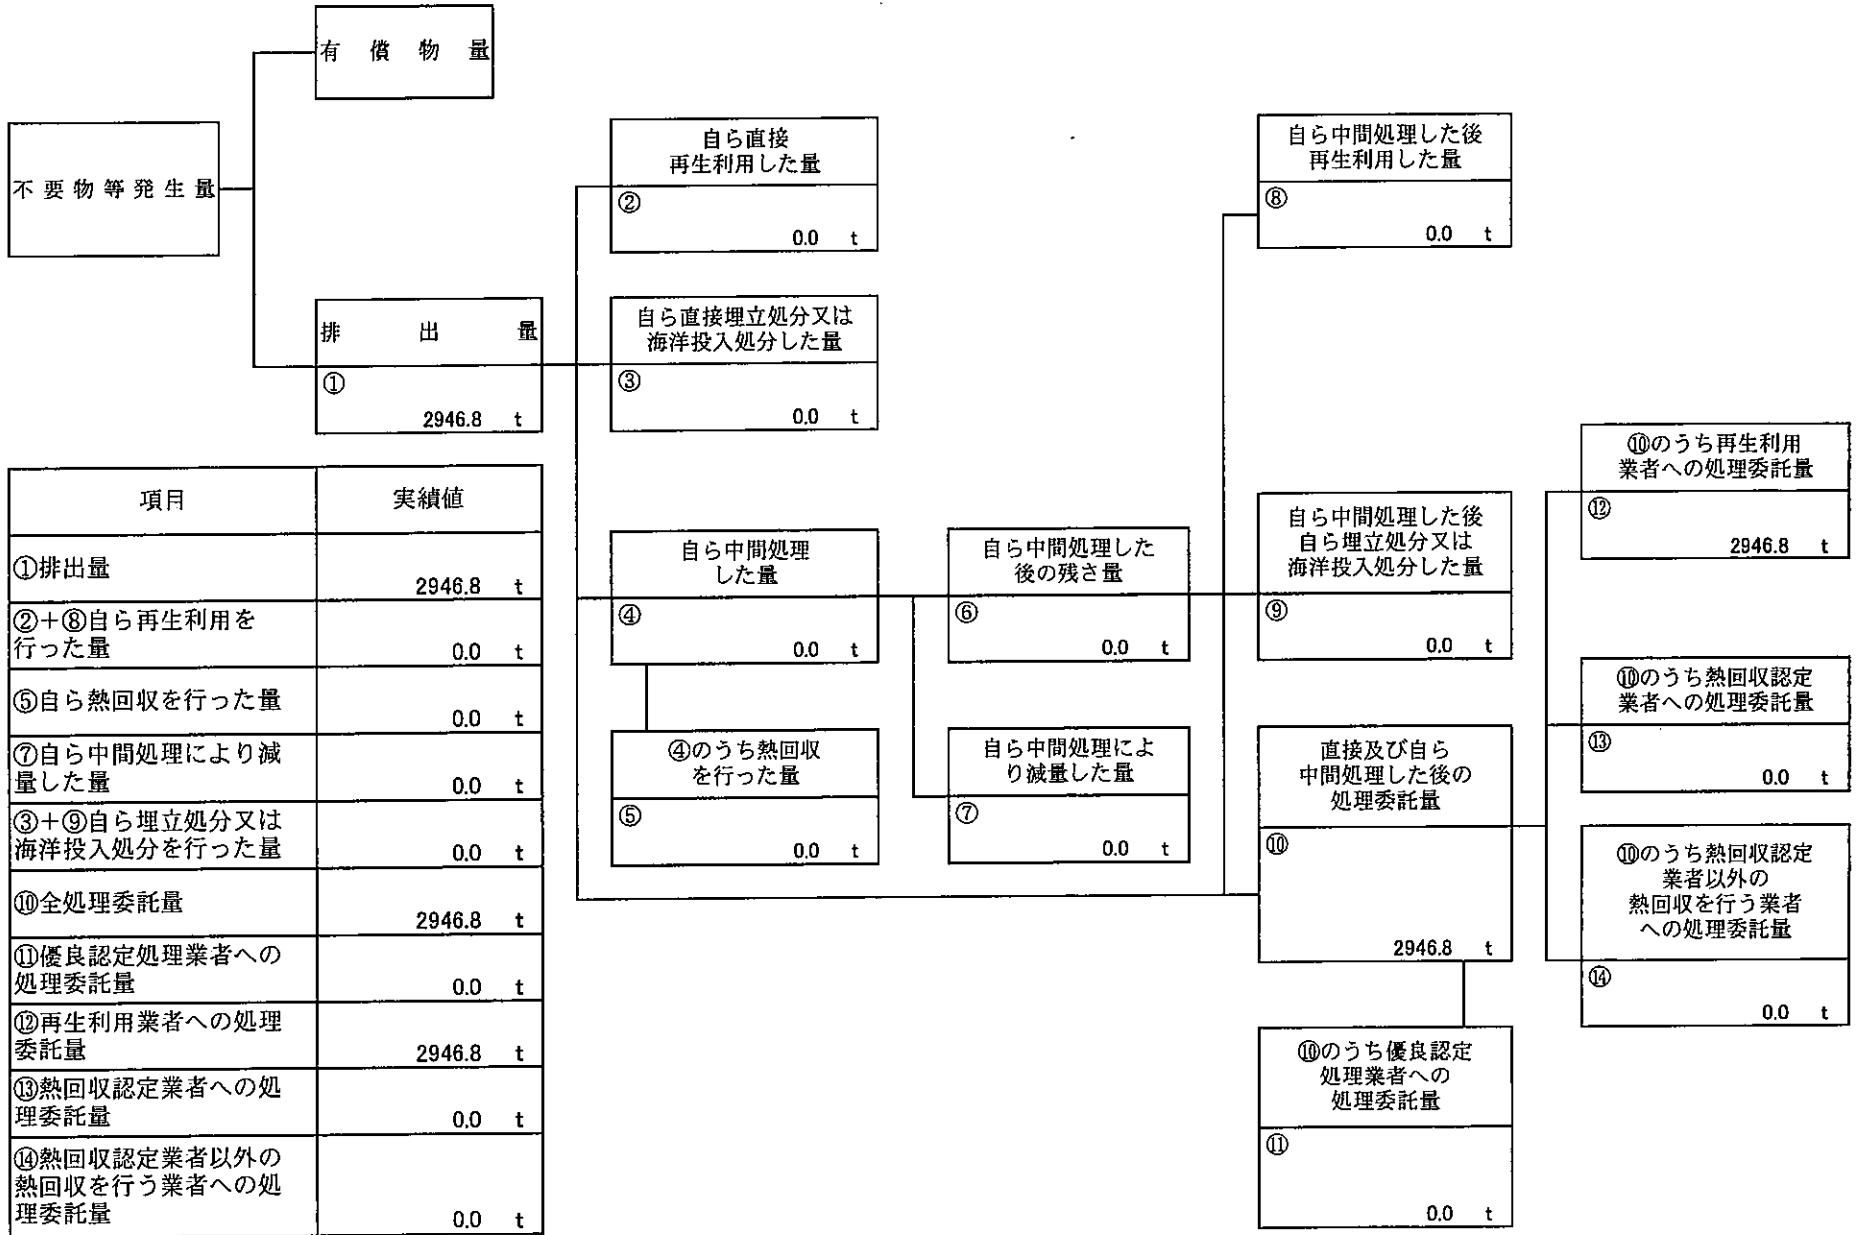 有償物量
不要物等発生量
排出量
①
2946.8 t
自ら直接
再生利用した量
②
0.0 t
自ら直接埋立処分又は
海洋投入処分した量
③
0.0 t
自ら中間処理
した量
④
0.0 t
④のうち熱回収
を行った量
⑤
0.0 t
自ら中間処理した
後の残さ量
⑥
0.0 t
自ら中間処理によ
り減量した量
⑦
0.0 t
自ら中間処理した後
再生利用した量
⑧
0.0 t
自ら中間処理した後
自ら埋立処分又は
海洋投入処分した量
⑨
0.0 t
直接及び自ら
中間処理した後の
処理委託量
⑩
2946.8 t
⑩のうち優良認定
処理業者への
処理委託量
⑪
0.0 t
⑩のうち再生利用
業者への処理委託量
⑫
2946.8 t
⑩のうち熱回収認定
業者への処理委託量
⑬
0.0 t
⑩のうち熱回収認定
業者以外の
熱回収を行う業者
への処理委託量
⑭
0.0 t
項目 実績値
①排出量
2946.8 t
②+⑧自ら再生利用を
行った量
0.0 t
⑤自ら熱回収を行った量
0.0 t
⑦自ら中間処理により減
量した量
0.0 t
③+⑨自ら埋立処分又は
海洋投入処分を行った量
0.0 t
⑩全処理委託量
2946.8 t
⑪優良認定処理業者への
処理委託量
0.0 t
⑫再生利用業者への処理
委託量
2946.8 t
⑬熱回収認定業者への処
理委託量
0.0 t
⑭熱回収認定業者以外の
熱回収を行う業者への処
理委託量
0.0 t